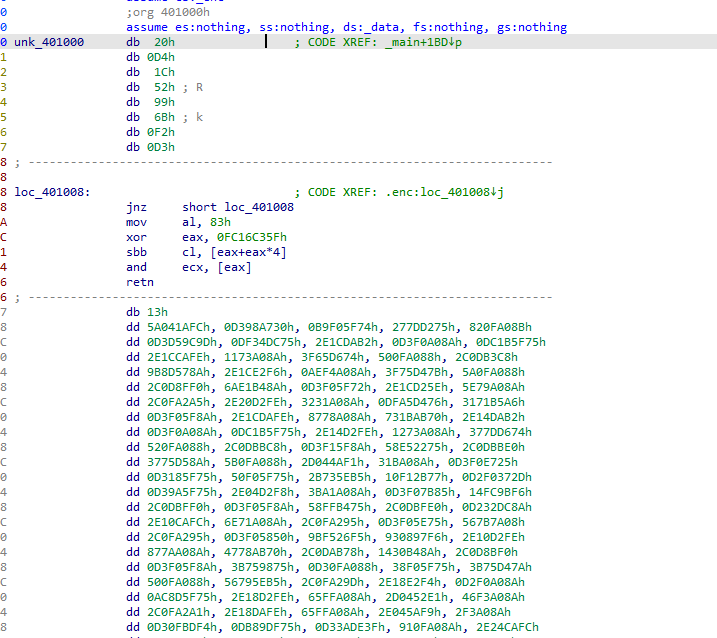 ;org 401000h
0 assume es:nothing, ss:nothing, ds:_data, fs:nothing, gs:nothing
0 unk_401000 db 20h ; CODE XREF: _main+1BD↓p
1 db 0D4h
2 db 1Ch
3 db 52h ; R
4 db 99h
5 db 6Bh ; k
6 db 0F2h
7 db 0D3h
8 ; ---------------------------------------------------------------------------
8
8 loc_401008: ; CODE XREF: .enc:loc_401008↓j
8 jnz short loc_401008
A mov al, 83h
C xor eax, 0FC16C35Fh
1 sbb cl, [eax+eax*4]
4 and ecx, [eax]
6 retn
6 ; ---------------------------------------------------------------------------
7 db 13h
8 dd 5A041AFCh, 0D398A730h, 0B9F05F74h, 277DD275h, 820FA08Bh
C dd 0D3D59C9Dh, 0DF34DC75h, 2E1CDAB2h, 0D3F0A08Ah, 0DC1B5F75h
0 dd 2E1CCAFEh, 1173A08Ah, 3F65D674h, 500FA088h, 2C0DB3C8h
4 dd 9B8D578Ah, 2E1CE2F6h, 0AEF4A08Ah, 3F75D47Bh, 5A0FA088h
8 dd 2C0D8FF0h, 6AE1B48Ah, 0D3F05F72h, 2E1CD25Eh, 5E79A08Ah
C dd 2C0FA2A5h, 2E20D2FEh, 3231A08Ah, 0DFA5D476h, 3171B5A6h
0 dd 0D3F05F8Ah, 2E1CDAFEh, 8778A08Ah, 731BAB70h, 2E14DAB2h
4 dd 0D3F0A08Ah, 0DC1B5F75h, 2E14D2FEh, 1273A08Ah, 377DD674h
8 dd 520FA088h, 2C0DBBC8h, 0D3F15F8Ah, 58E52275h, 2C0DBBE0h
C dd 3775D58Ah, 5B0FA088h, 2D044AF1h, 31BA08Ah, 0D3F0E725h
0 dd 0D3185F75h, 50F05F75h, 2B735EB5h, 10F12B77h, 0D2F0372Dh
4 dd 0D39A5F75h, 2E04D2F8h, 3BA1A08Ah, 0D3F07B85h, 14FC9BF6h
8 dd 2C0DBFF0h, 0D3F05F8Ah, 58FFB475h, 2C0DBFE0h, 0D232DC8Ah
C dd 2E10CAFCh, 6E71A08Ah, 2C0FA295h, 0D3F05E75h, 567B7A08h
0 dd 2C0FA295h, 0D3F05850h, 9BF526F5h, 930897F6h, 2E10D2FEh
4 dd 877AA08Ah, 4778AB70h, 2C0DAB78h, 1430B48Ah, 2C0D8BF0h
8 dd 0D3F05F8Ah, 3B759875h, 0D30FA088h, 38F05F75h, 3B75D47Ah
C dd 500FA088h, 56795EB5h, 2C0FA29Dh, 2E18E2F4h, 0D2F0A08Ah
0 dd 0AC8D5F75h, 2E18D2FEh, 65FFA08Ah, 2D0452E1h, 46F3A08Ah
4 dd 2C0FA2A1h, 2E18DAFEh, 65FFA08Ah, 2E045AF9h, 2F3A08Ah
8 dd 0D30FBDF4h, 0DB89DF75h, 0D33ADE3Fh, 910FA08Ah, 2E24CAFCh